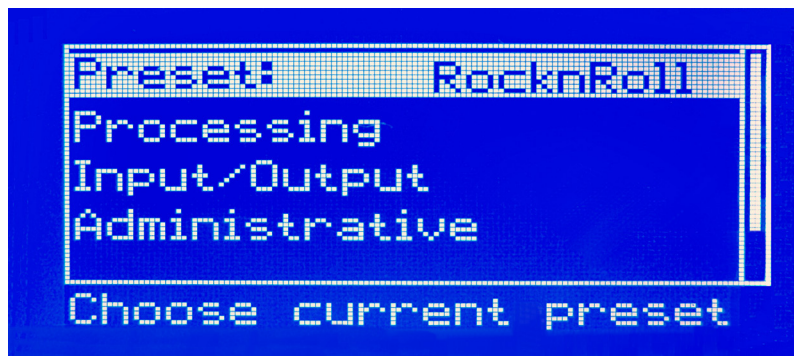 Preset: RocknRoll
Processing
Input/Output
Administrative
Choose current preset